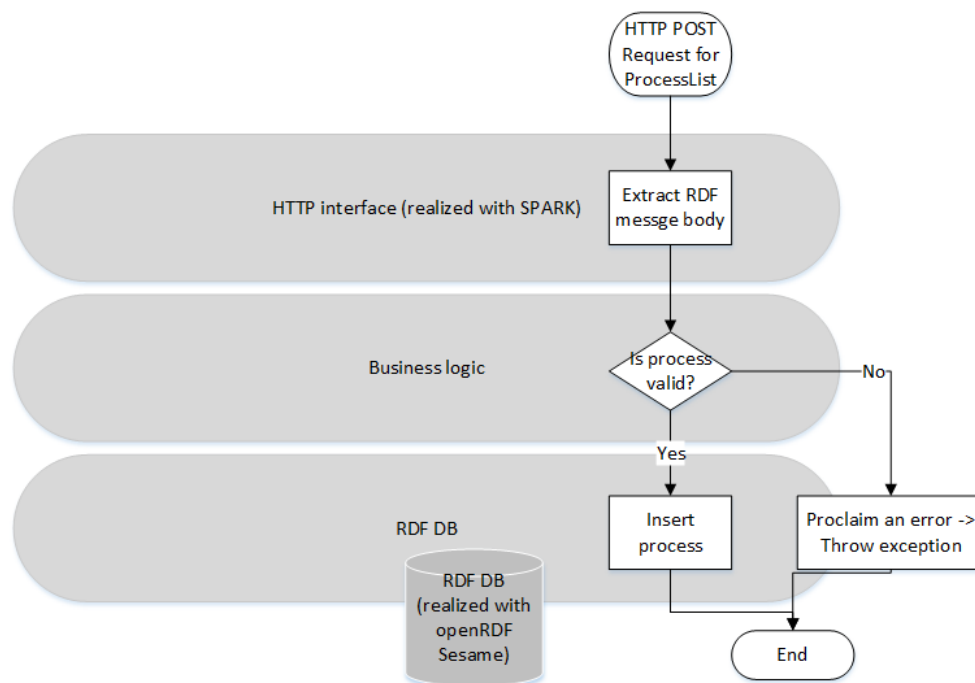 HTTP POST
Request for
ProcessList
HTTP interface (realized with SPARK)
Extract RDF
messge body
Business logic
Is process
valid?
No
Yes
RDF DB
Insert
process
Proclaim an error ->
Throw exception
RDF DB
(realized with
openRDF
Sesame)
End